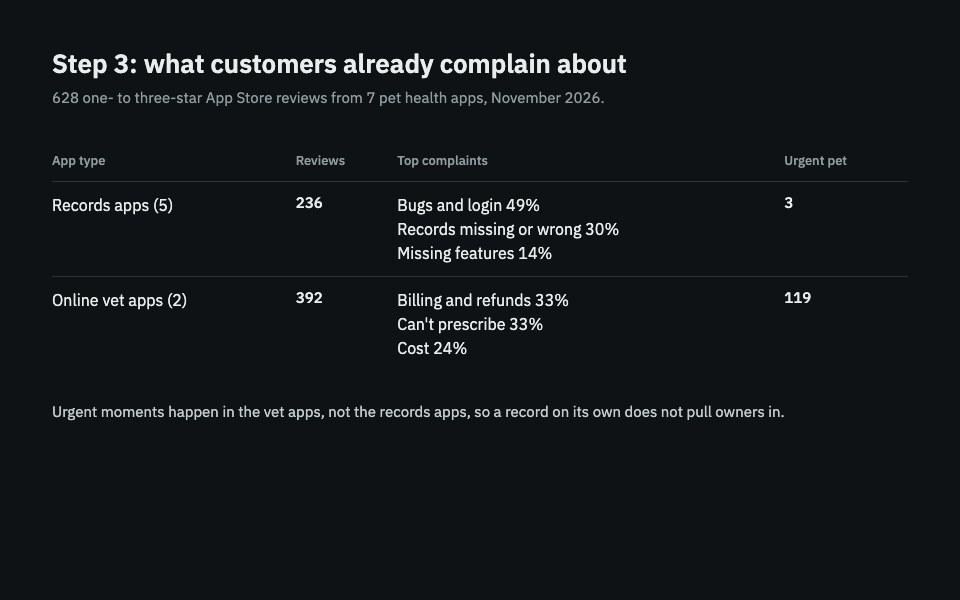 Step 3: what customers already complain about
628 one- to three-star App Store reviews from 7 pet health apps, November 2026.
App type Reviews Top complaints Urgent pet
Records apps (5) 236 Bugs and login 49% 3
Records missing or wrong 30%
Missing features 14%
Online vet apps (2) 392 Billing and refunds 33% 119
Can't prescribe 33%
Cost 24%
Urgent moments happen in the vet apps, not the records apps, so a record on its own does not pull owners in.